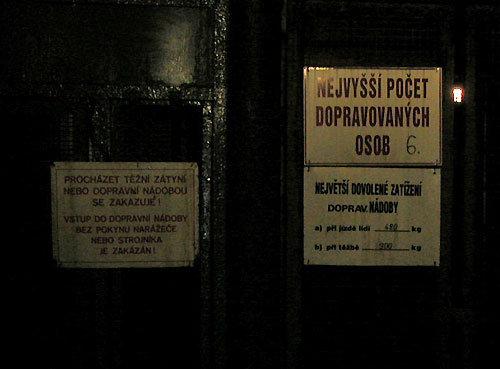 PROCHÁZET TĚŽNÍ ZÁTYNÍ
NEBO DOPRAVNÍ NÁDOBOU
SE ZAKAZUJE!
VSTUP DO DOPRAVNÍ NÁDOBY
BEZ POKYNU NARÁŽEČE
NEBO STROJNÍKA
JE ZAKÁZÁN!
NEJVYŠŠÍ POČET
DOPRAVOVANÝCH
OSOB 6.
NEJVĚTŠÍ DOVOLENÉ ZATÍŽENÍ
DOPRAV. NÁDOBY
a) při jízdě lidí 480 kg
b) při těžbě 900 kg